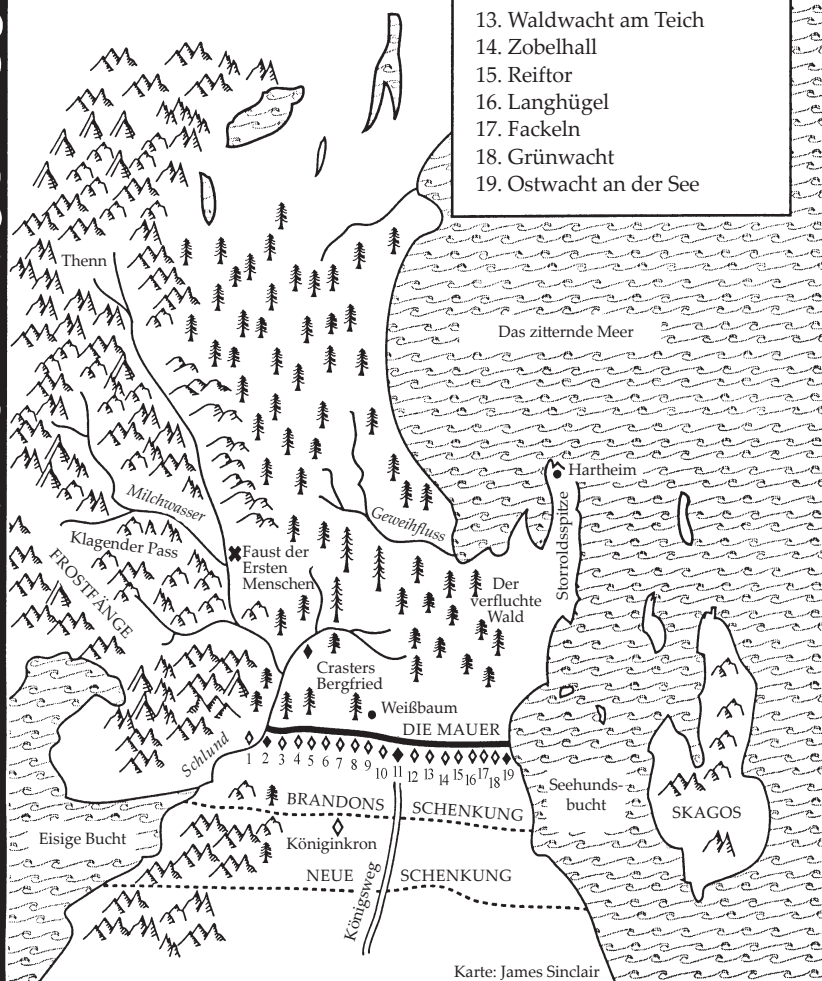 13. Waldwacht am Teich
14. Zobelhall
15. Reiftor
16. Langhügel
17. Fackeln
18. Grünwacht
19. Ostwacht an der See
Thenn
Das zitternde Meer
Hartheim
Milchwasser
Geweihfluss
Storroldsspitze
Klagender Pass
Faust der
Ersten
Menschen
FROSTFÄNGE
Der
verfluchte
Wald
Crasters
Bergfried
Weißbaum
DIE MAUER
Schlund
1 2 3 4 5 6 7 8 9 10 11 12 13 14 15 16 17 18 19
Seehunds-
bucht
SKAGOS
BRANDONS SCHENKUNG
Eisige Bucht
Königinkron
NEUE SCHENKUNG
Königsweg
Karte: James Sinclair